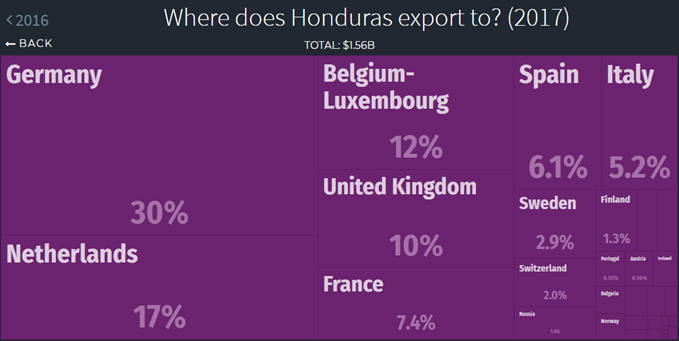 < 2016
Where does Honduras export to? (2017)
← BACK
TOTAL: $1.56B
Germany
30%
Netherlands
17%
Belgium-
Luxembourg
12%
United Kingdom
10%
France
7.4%
Spain
6.1%
Italy
5.2%
Sweden
2.9%
Switzerland
2.0%
Russia
Finland
1.3%
Portugal
Austria
Ireland
0.50%
Bulgaria
Norway